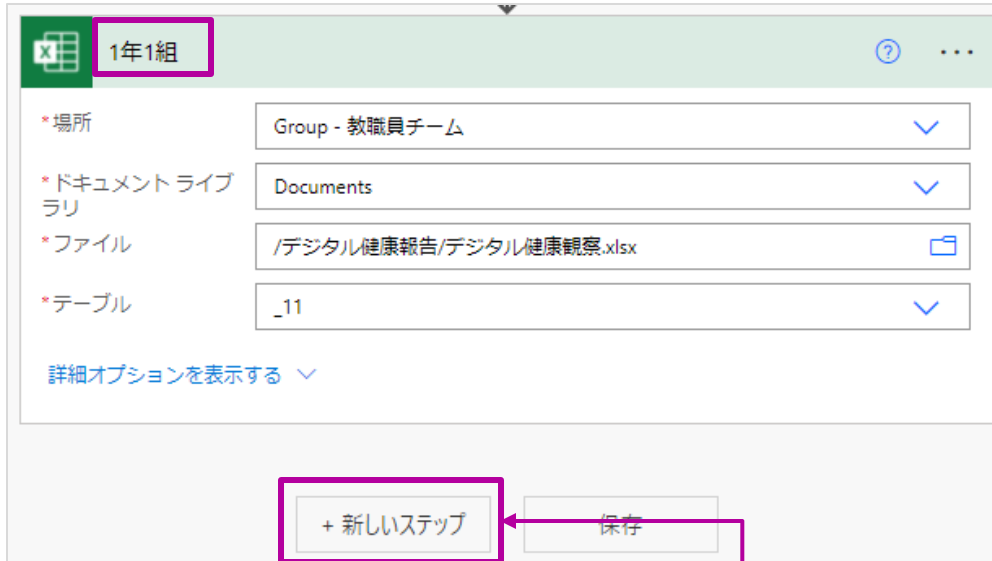 1年1組
*場所
Group - 教職員チーム
*ドキュメント ライブ
ラリ
Documents
*ファイル
/デジタル健康報告/デジタル健康観察.xlsx
*テーブル
_11
詳細オプションを表示する
+ 新しいステップ
保存